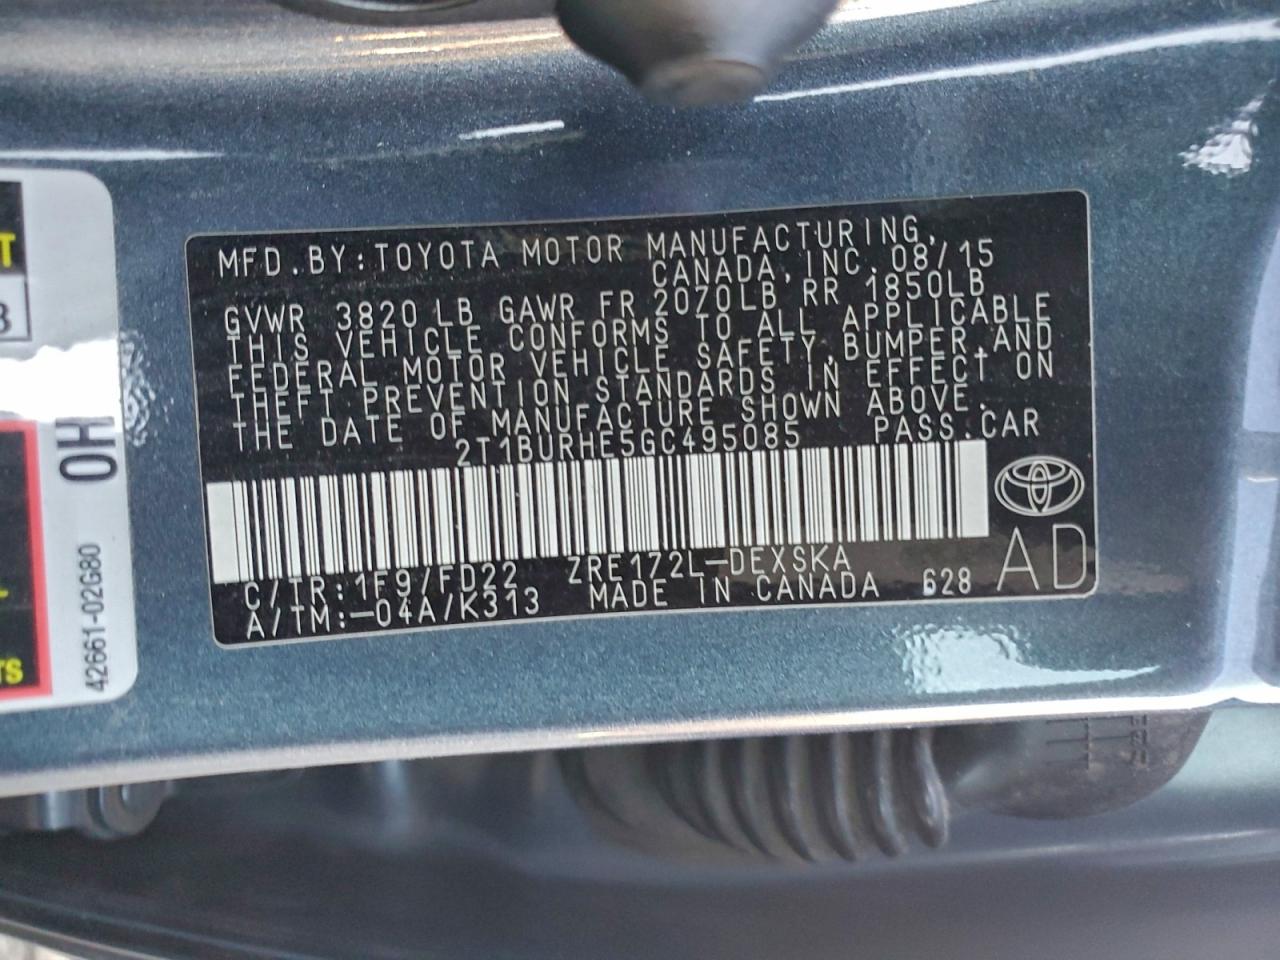 MFD.BY:TOYOTA MOTOR MANUFACTURING,
CANADA,INC. 08/15
GVWR 3820 LB GAWR FR 2070LB RR 1850LB
THIS VEHICLE CONFORMS TO ALL APPLICABLE
FEDERAL MOTOR VEHICLE SAFETY,BUMPER,AND
THEFT PREVENTION STANDARDS IN EFFECT ON
THE DATE OF MANUFACTURE SHOWN ABOVE.
2T1BURHE5GC495085 PASS.CAR
C/TR:1F9/FD22 ZRE172L-DEXSKA
A/TM:-04A/K313 MADE IN CANADA 628
AD
0H
42661-02G80